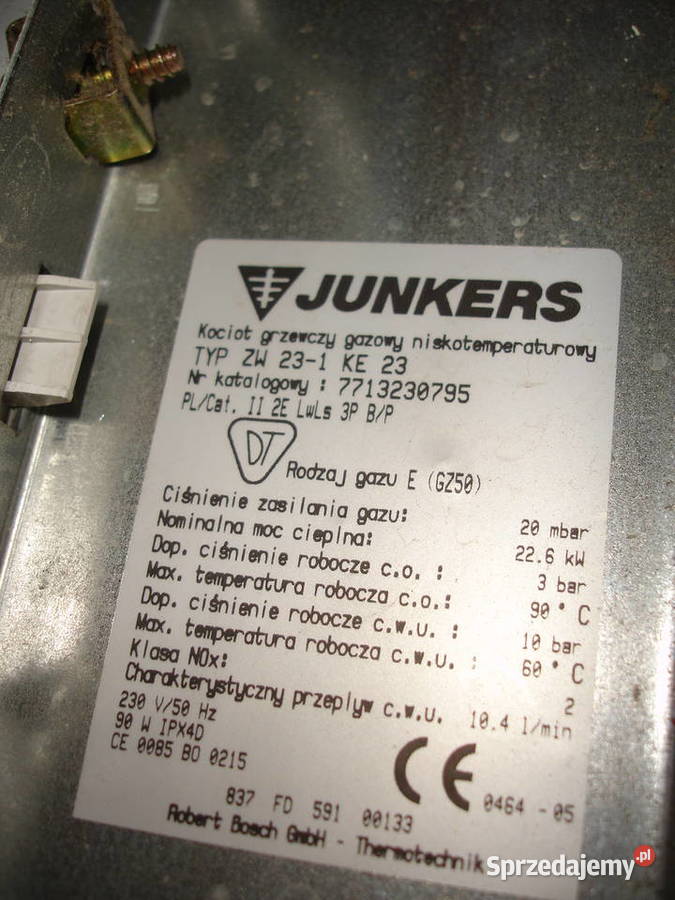 JUNKERS
Kocioł grzewczy gazowy niskotemperaturowy
TYP ZW 23-1 KE 23
Nr katalogowy : 7713230795
PL/Cat. II 2E LwLs 3P B/P
DT
Rodzaj gazu E (GZ50)
Ciśnienie zasilania gazu: 20 mbar
Nominalna moc cieplna: 22.6 kW
Dop. ciśnienie robocze c.o. : 3 bar
Max. temperatura robocza c.o.: 90 ° C
Dop. ciśnienie robocze c.w.u. : 10 bar
Max. temperatura robocza c.w.u. : 60 ° C
Klasa NOx: 2
Charakterystyczny przepływ c.w.u. 10.4 l/min
230 V/50 Hz
90 W IPX4D
CE 0085 BO 0215
CE 0464 -05
837 FD 591 00133
Robert Bosch GmbH - Thermotechnik
Sprzedajemy.pl